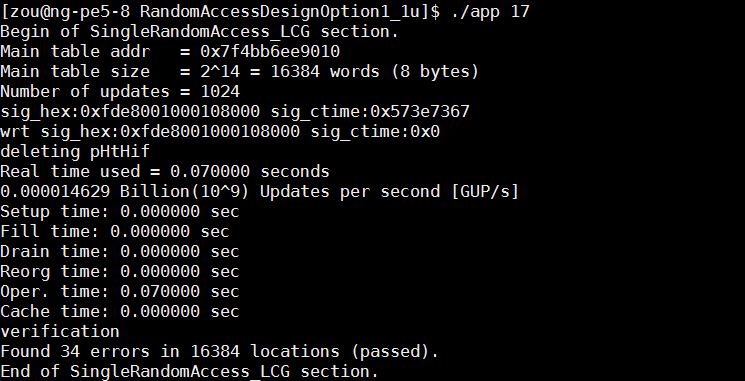 [zou@ng-pe5-8 RandomAccessDesignOption1_1u]$ ./app 17
Begin of SingleRandomAccess_LCG section.
Main table addr   = 0x7f4bb6ee9010
Main table size   = 2^14 = 16384 words (8 bytes)
Number of updates = 1024
sig_hex:0xfde8001000108000 sig_ctime:0x573e7367
wrt sig_hex:0xfde8001000108000 sig_ctime:0x0
deleting pHtHif
Real time used = 0.070000 seconds
0.000014629 Billion(10^9) Updates per second [GUP/s]
Setup time: 0.000000 sec
Fill time: 0.000000 sec
Drain time: 0.000000 sec
Reorg time: 0.000000 sec
Oper. time: 0.070000 sec
Cache time: 0.000000 sec
verification
Found 34 errors in 16384 locations (passed).
End of SingleRandomAccess_LCG section.